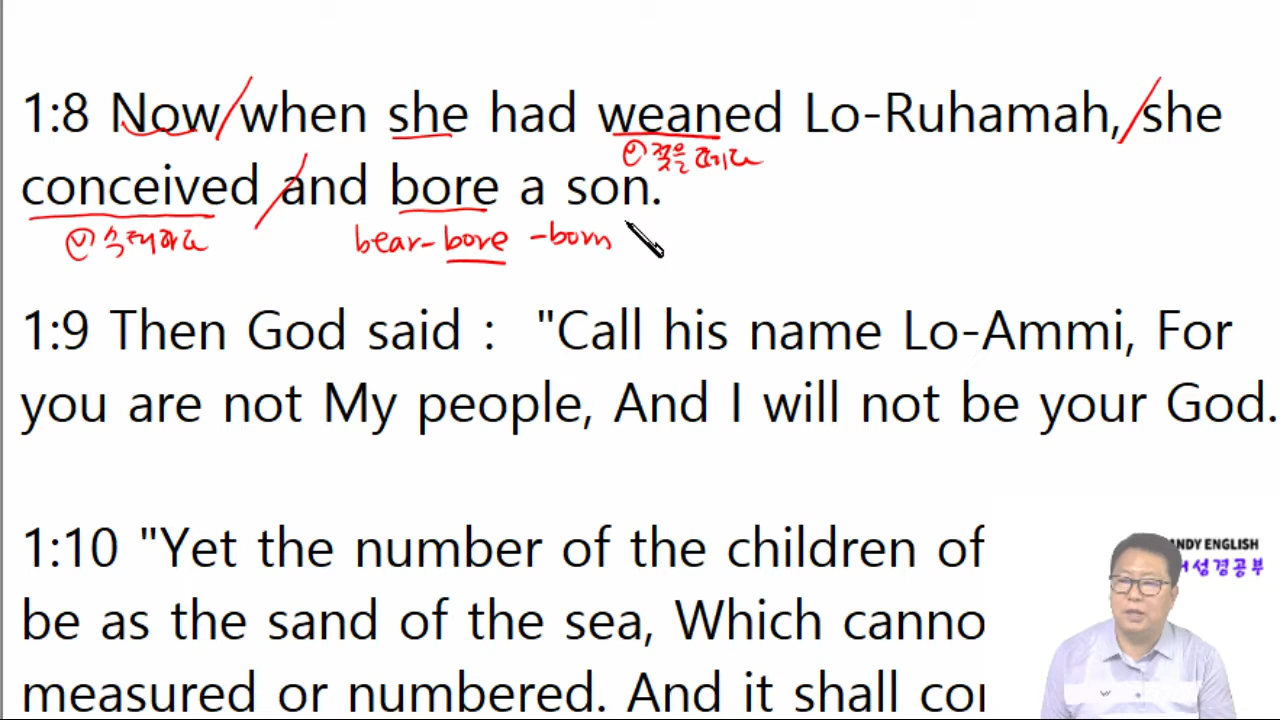 1:8 Now when she had weaned Lo-Ruhamah, she
(v) 젖을 떼다
conceived and bore a son.
(v) 수태하다
bear-bore -born
1:9 Then God said : "Call his name Lo-Ammi, For
you are not My people, And I will not be your God.
1:10 "Yet the number of the children of
be as the sand of the sea, Which canno
measured or numbered. And it shall
ANDY ENGLISH
성경공부